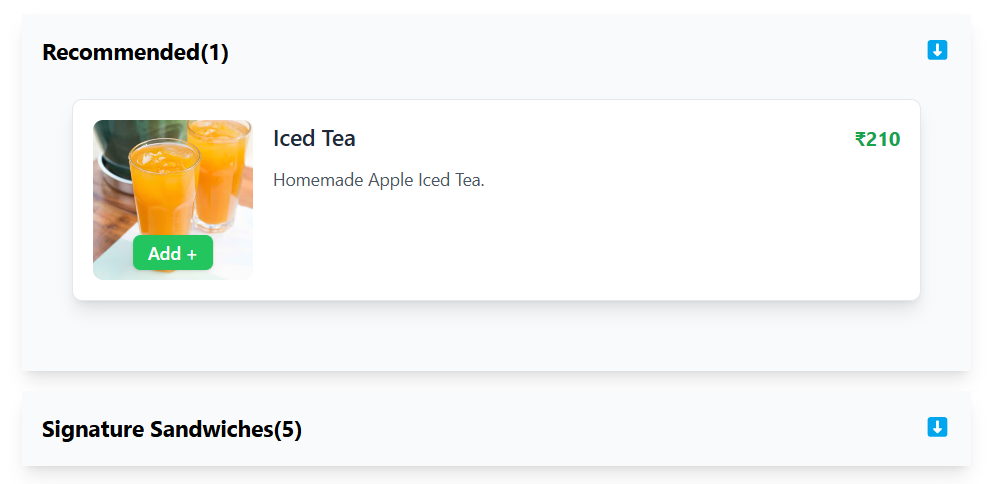 Recommended(1)
Iced Tea
₹210
Homemade Apple Iced Tea.
Add +
Signature Sandwiches(5)